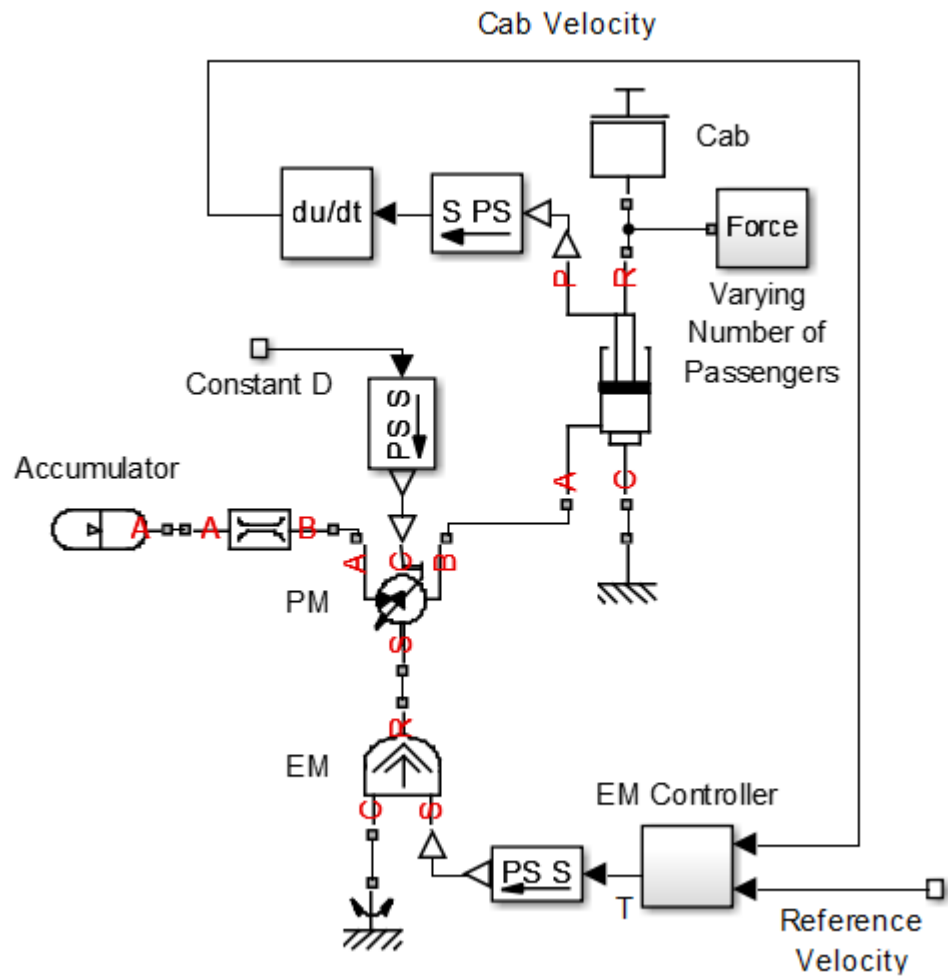 Cab Velocity
Cab
du/dt
S PS
Force
P
R
Varying
Number of
Passengers
Constant D
PS S
Accumulator
A
C
A
A
B
A
C
B
PM
S
R
EM
EM Controller
C
S
PS S
T
Reference
Velocity